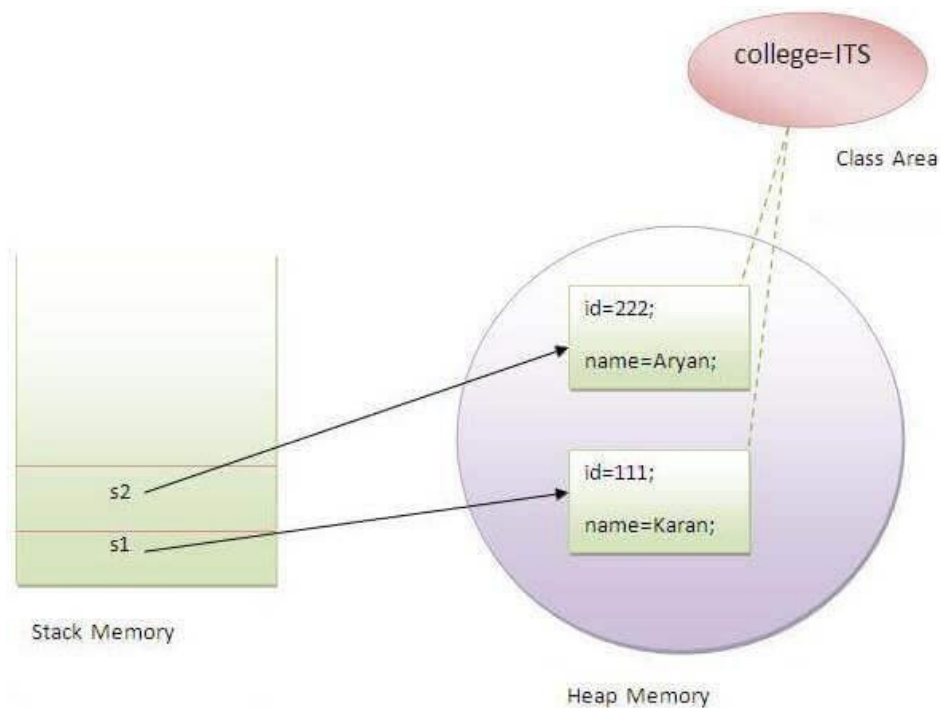 college=ITS
Class Area
id=222;
name=Aryan;
s2
id=111;
name=Karan;
s1
Stack Memory
Heap Memory